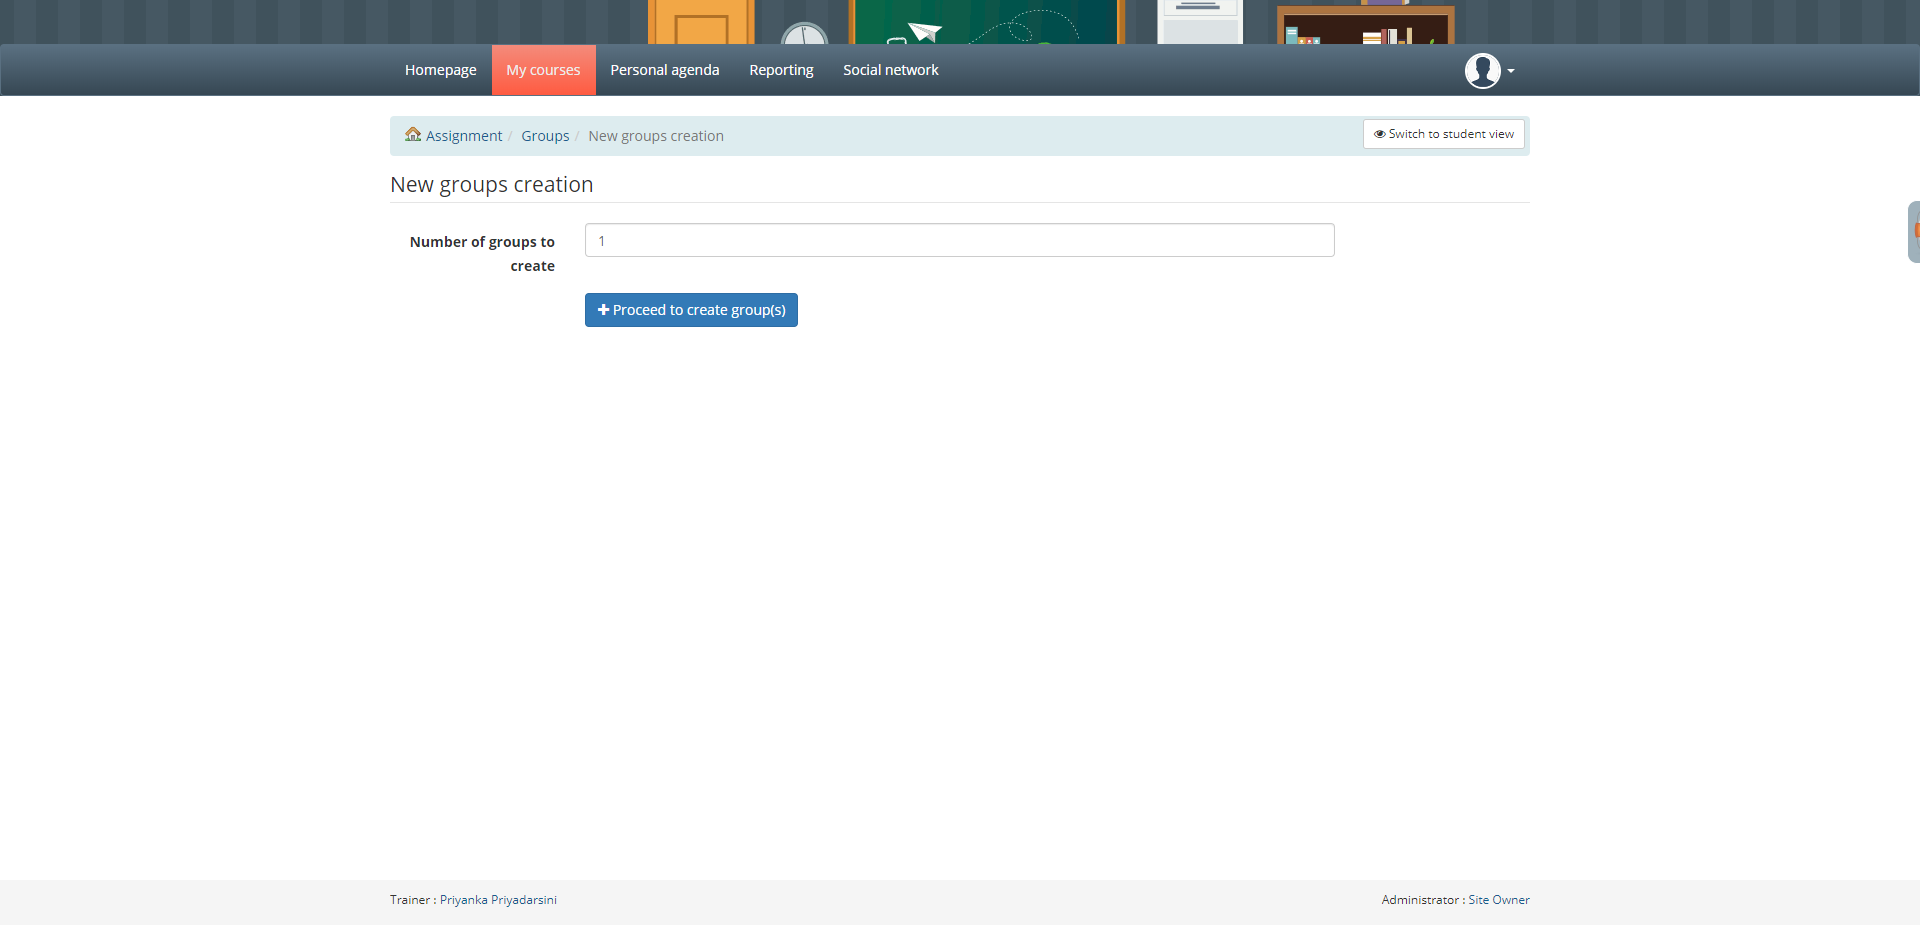 Homepage My courses Personal agenda Reporting Social network
Assignment / Groups / New groups creation
Switch to student view
New groups creation
Number of groups to
create
1
Proceed to create group(s)
Trainer : Priyanka Priyadarsini
Administrator : Site Owner